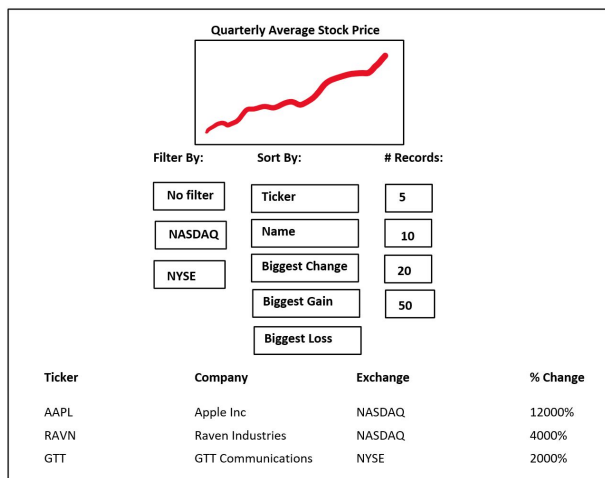 Quarterly Average Stock Price
Filter By: Sort By: # Records:
No filter Ticker 5
NASDAQ Name 10
NYSE Biggest Change 20
Biggest Gain 50
Biggest Loss
Ticker Company Exchange % Change
AAPL Apple Inc NASDAQ 12000%
RAVN Raven Industries NASDAQ 4000%
GTT GTT Communications NYSE 2000%